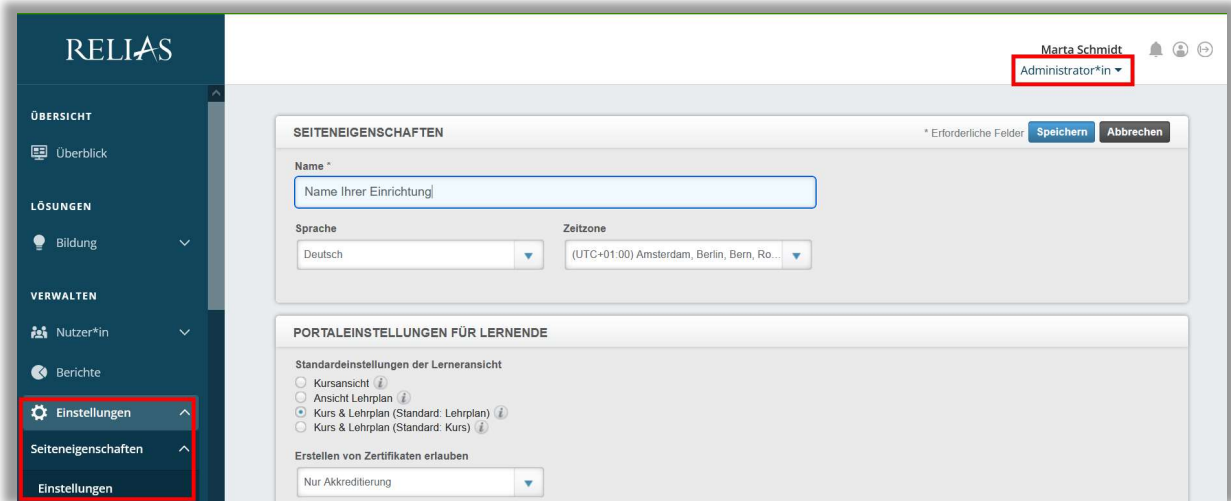 RELIAS
Marta Schmidt
Administrator*in
ÜBERSICHT
Überblick
LÖSUNGEN
Bildung
VERWALTEN
Nutzer*in
Berichte
Einstellungen
Seiteneigenschaften
Einstellungen
SEITENEIGENSCHAFTEN
* Erforderliche Felder Speichern Abbrechen
Name *
Name Ihrer Einrichtung
Sprache Zeitzone
Deutsch (UTC+01:00) Amsterdam, Berlin, Bern, Ro...
PORTALEINSTELLUNGEN FÜR LERNENDE
Standardeinstellungen der Lerneransicht
Kursansicht i
Ansicht Lehrplan i
Kurs & Lehrplan (Standard: Lehrplan) i
Kurs & Lehrplan (Standard: Kurs) i
Erstellen von Zertifikaten erlauben
Nur Akkreditierung